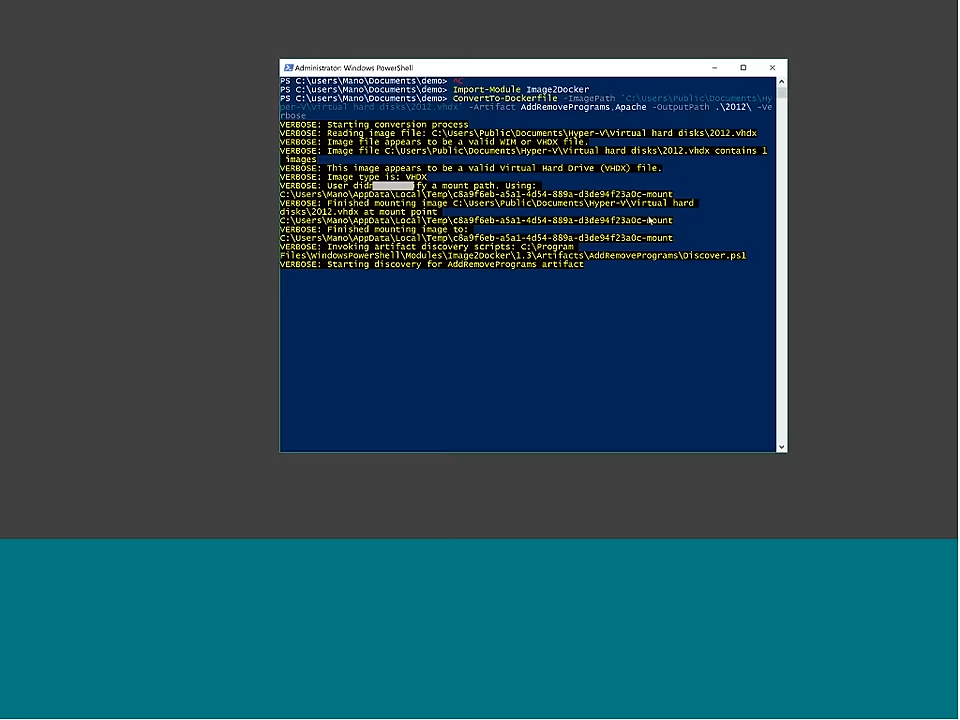 Administrator: Windows PowerShell
PS C:\users\Mano\Documents\demo> ^C
PS C:\users\Mano\Documents\demo> Import-Module Image2Docker
PS C:\users\Mano\Documents\demo> ConvertTo-Dockerfile -ImagePath "C:\Users\Public\Documents\Hy
per-V\Virtual hard disks\2012.vhdx" -Artifact AddRemovePrograms,Apache -OutputPath .\2012\ -Ve
rbose
VERBOSE: Starting conversion process
VERBOSE: Reading image file: C:\Users\Public\Documents\Hyper-V\Virtual hard disks\2012.vhdx
VERBOSE: Image file appears to be a valid WIM or VHDX file.
VERBOSE: Image file C:\Users\Public\Documents\Hyper-V\Virtual hard disks\2012.vhdx contains 1
images
VERBOSE: This image appears to be a valid Virtual Hard Drive (VHDX) file.
VERBOSE: Image type is: VHDX
VERBOSE: User a mount path. Using:
C:\Users\Mano\AppData\Local\Temp\c8a9f6eb-a5a1-4d54-889a-d3de94f23a0c-mount
VERBOSE: Finished mounting image C:\Users\Public\Documents\Hyper-V\Virtual hard
disks\2012.vhdx at mount point
C:\Users\Mano\AppData\Local\Temp\c8a9f6eb-a5a1-4d54-889a-d3de94f23a0c-mount
VERBOSE: Finished mounting image to:
C:\Users\Mano\AppData\Local\Temp\c8a9f6eb-a5a1-4d54-889a-d3de94f23a0c-mount
VERBOSE: Invoking artifact discovery scripts: C:\Program
Files\WindowsPowerShell\Modules\Image2Docker\1.3\Artifacts\AddRemovePrograms\Discover.ps1
VERBOSE: Starting discovery for AddRemovePrograms artifact